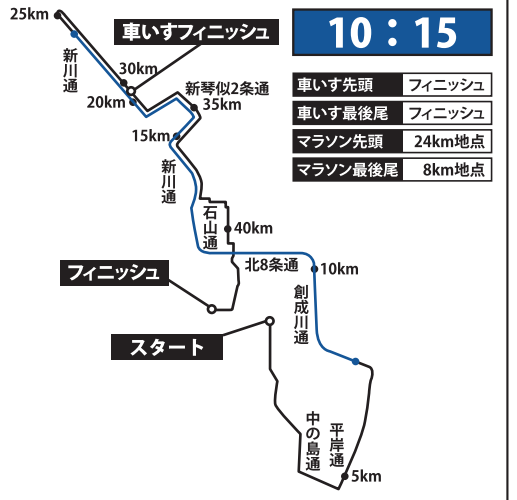 25km
車いすフィニッシュ
10：15
新川通
30km
20km
新琴似2条通
35km
15km
車いす先頭 フィニッシュ
車いす最後尾 フィニッシュ
マラソン先頭 24km地点
マラソン最後尾 8km地点
新川通
石山通
40km
北8条通
10km
フィニッシュ
創成川通
スタート
中の島通
平岸通
5km